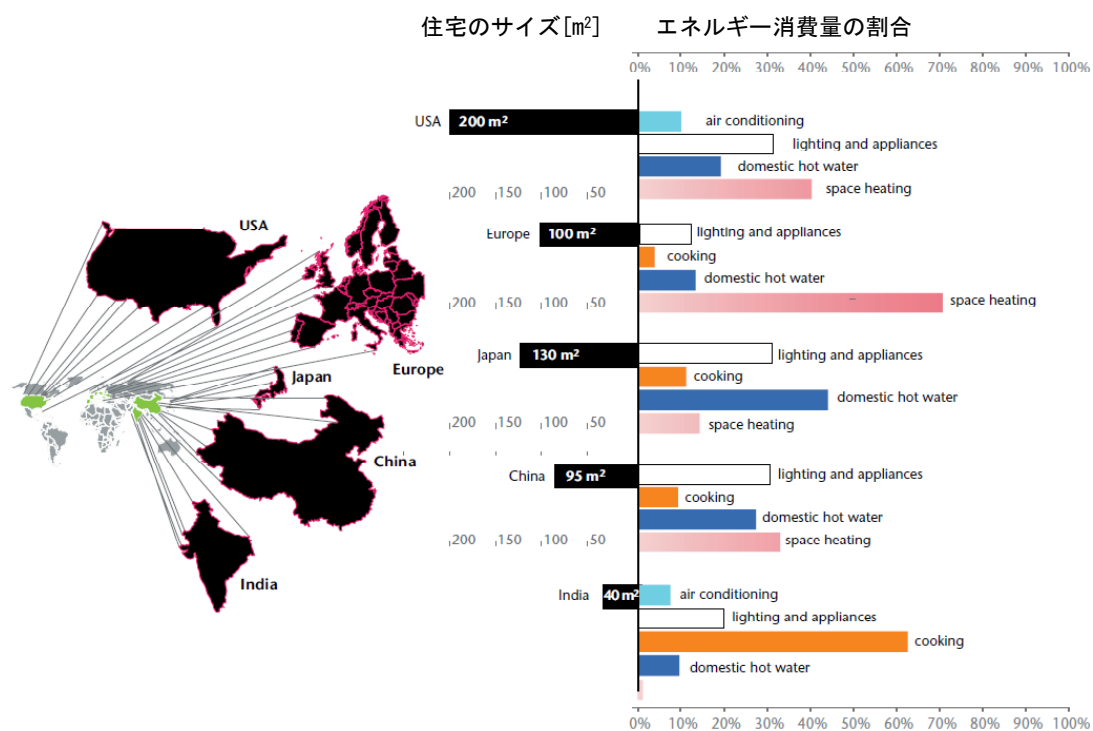 住宅のサイズ[m²] エネルギー消費量の割合
0% 10% 20% 30% 40% 50% 60% 70% 80% 90% 100%
USA 200 m² air conditioning
lighting and appliances
domestic hot water
200 150 100 50 space heating
USA
Europe 100 m² lighting and appliances
cooking
domestic hot water
200 150 100 50 space heating
Japan 130 m² lighting and appliances
Europe
Japan
cooking
domestic hot water
200 150 100 50 space heating
China
China 95 m² lighting and appliances
cooking
domestic hot water
200 150 100 50 space heating
India
India 40 m² air conditioning
lighting and appliances
cooking
domestic hot water
0% 10% 20% 30% 40% 50% 60% 70% 80% 90% 100%